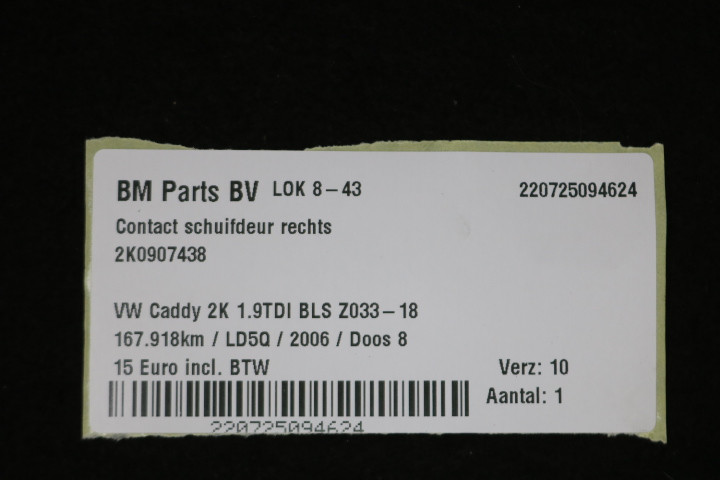 BM Parts BV LOK 8-43 220725094624
Contact schuifdeur rechts
2K0907438
VW Caddy 2K 1.9TDI BLS Z033-18
167.918km / LD5Q / 2006 / Doos 8
15 Euro incl. BTW Verz: 10
Aantal: 1
220725094624